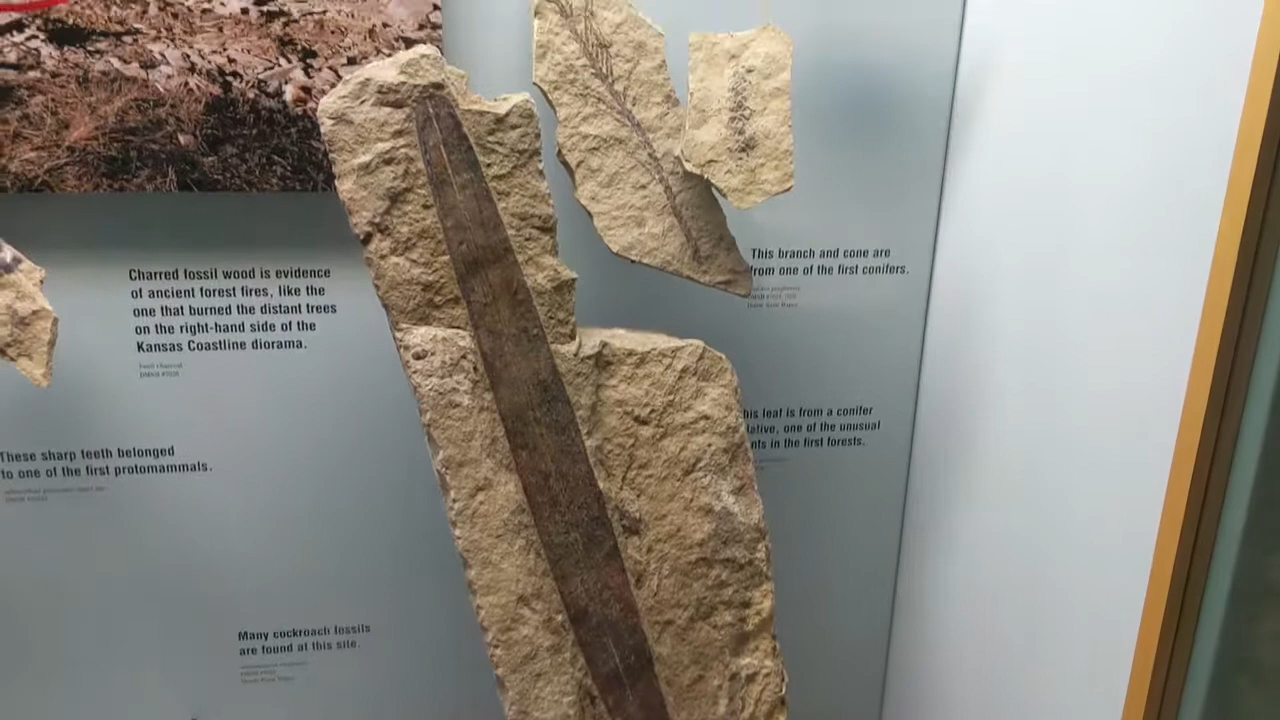 Charred fossil wood is evidence
of ancient forest fires, like the
one that burned the distant trees
on the right-hand side of the
Kansas Coastline diorama.
fossil charcoal
These sharp teeth belonged
to one of the first protomammals.
Many cockroach fossils
are found at this site.
This branch and cone are
from one of the first conifers.
his leaf is from a conifer
lative, one of the unusual
nts in the first forests.